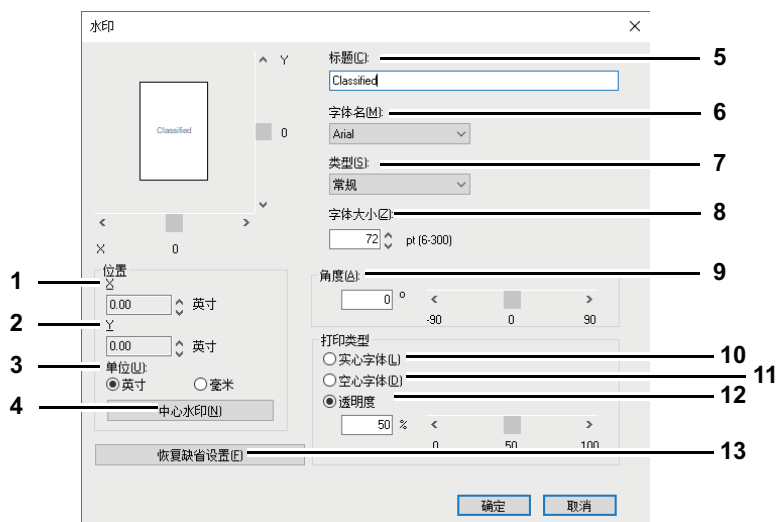 水印
Y
标题(C):
5
Classified
Classified
字体名(M):
6
Arial
0
类型(S):
7
常规
字体大小(Z):
8
72 pt (6-300)
X 0
位置
1
X
0.00 英寸
2
Y
0.00 英寸
3
单位(U):
英寸 毫米
4
中心水印(N)
角度(A):
9
0 °
-90 0 90
打印类型
实心字体(L)
10
空心字体(D)
11
透明度
12
50 %
0 50 100
恢复缺省设置(F)
13
确定 取消